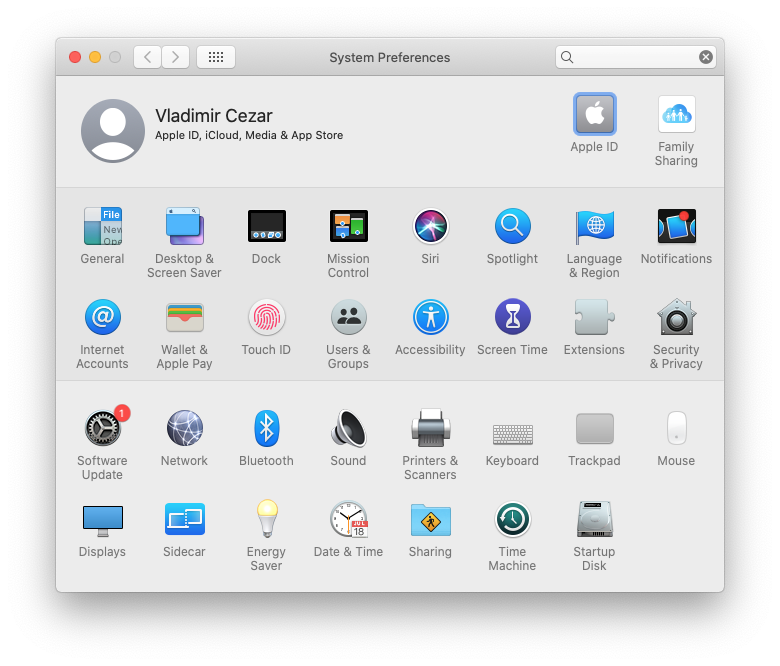 System Preferences
Vladimir Cezar
Apple ID, iCloud, Media & App Store
Apple ID
Family
Sharing
File
New
Ope
General
Desktop &
Screen Saver
Dock
Mission
Control
Siri
Spotlight
Language
& Region
Notifications
@
Internet
Accounts
Wallet &
Apple Pay
Touch ID
Users &
Groups
Accessibility
Screen Time
Extensions
Security
& Privacy
1
Software
Update
Network
Bluetooth
Sound
Printers &
Scanners
Keyboard
Trackpad
Mouse
Displays
Sidecar
Energy
Saver
JUL
18
Date & Time
Sharing
Time
Machine
Startup
Disk